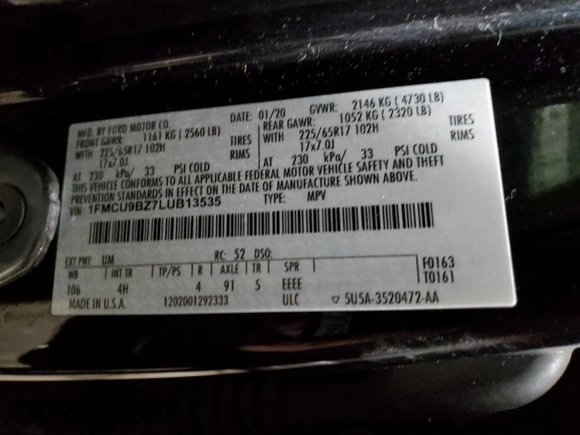 MFD. BY FORD MOTOR CO. DATE: 01/20 GVWR: 2146 KG ( 4730 LB)
FRONT GAWR: 1161 KG ( 2560 LB) REAR GAWR: 1052 KG ( 2320 LB)
WITH 225/65R17 102H TIRES WITH 225/65R17 102H TIRES
17x7.0J RIMS 17x7.0J RIMS
AT 230 kPa/ 33 PSI COLD AT 230 kPa/ 33 PSI COLD
THIS VEHICLE CONFORMS TO ALL APPLICABLE FEDERAL MOTOR VEHICLE SAFETY AND THEFT
PREVENTION STANDARDS IN EFFECT ON THE DATE OF MANUFACTURE SHOWN ABOVE.
VIN: 1FMCU9BZ7LUB13535 TYPE: MPV
EXT PNT: UM RC: 52 DSO: F0163
WB INT TR TP/PS R AXLE TR SPR T0161
106 4H 4 91 5 EEEE
MADE IN U.S.A. 1202001292333 ULC ▽ 5U5A-3520472-AA